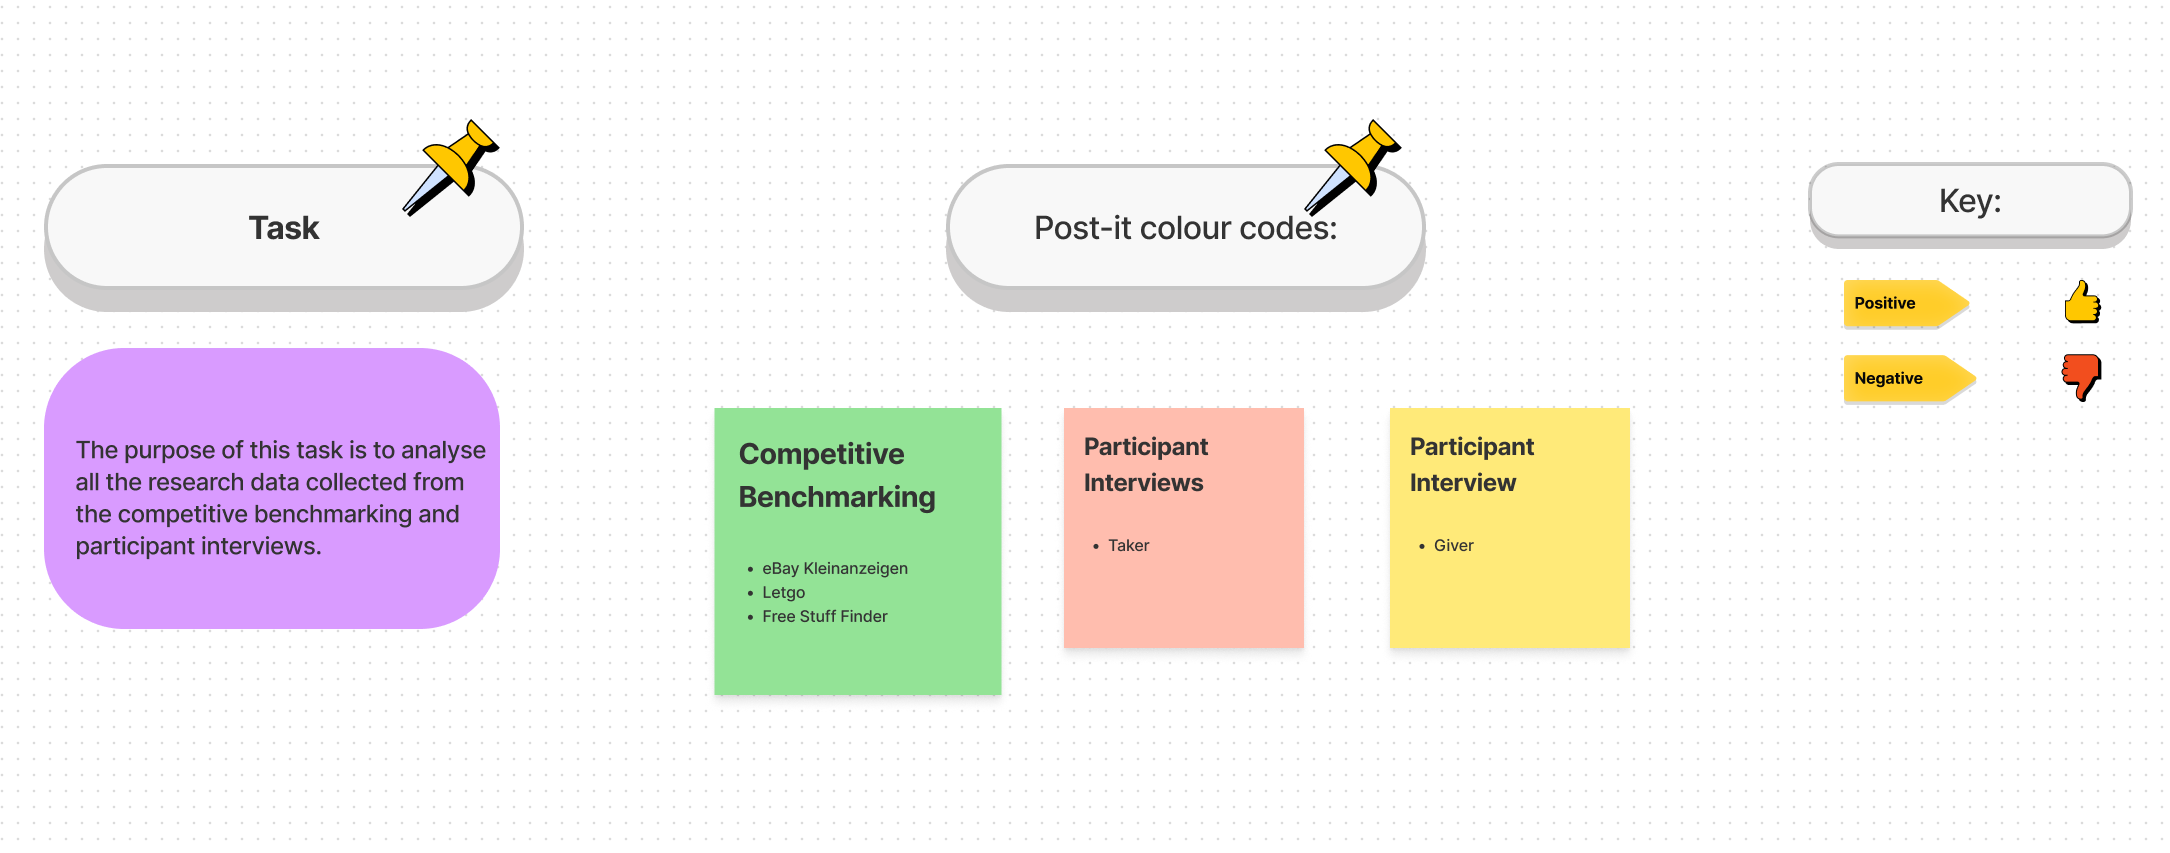 Task
The purpose of this task is to analyse
all the research data collected from
the competitive benchmarking and
participant interviews.
Post-it colour codes:
Competitive
Benchmarking
• eBay Kleinanzeigen
• Letgo
• Free Stuff Finder
Participant
Interviews
• Taker
Participant
Interview
• Giver
Key:
Positive
Negative